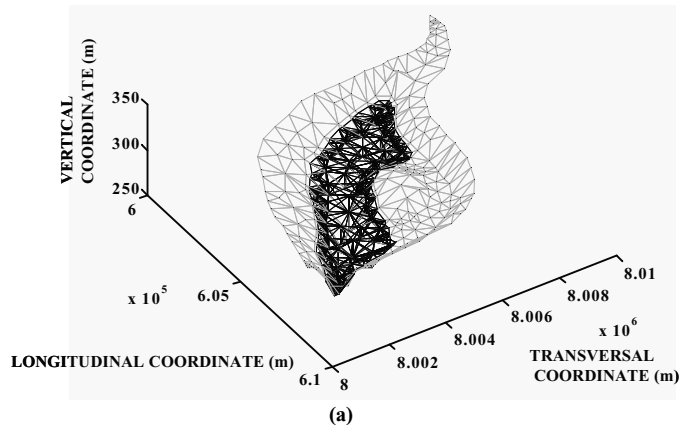 VERTICAL
COORDINATE (m)
350
300
250
6
x 10^5
6.05
6.1
LONGITUDINAL COORDINATE (m)
8
8.002
8.004
8.006
8.008
8.01
x 10^6
TRANSVERSAL
COORDINATE (m)
(a)